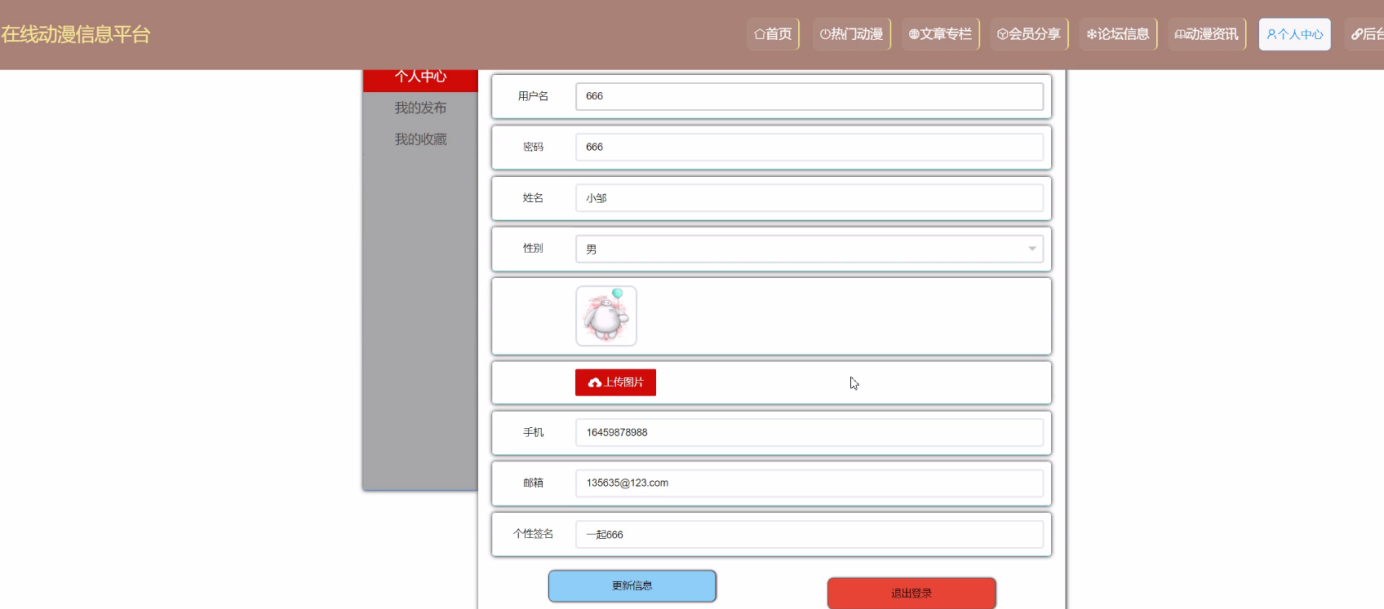 在线动漫信息平台
首页
热门动漫
文章专栏
会员分享
论坛信息
动漫资讯
个人中心
后台
个人中心
我的发布
我的收藏
用户名 666
密码 666
姓名 小邹
性别 男
上传图片
手机 16459878988
邮箱 135635@123.com
个性签名 一起666
更新信息
退出登录